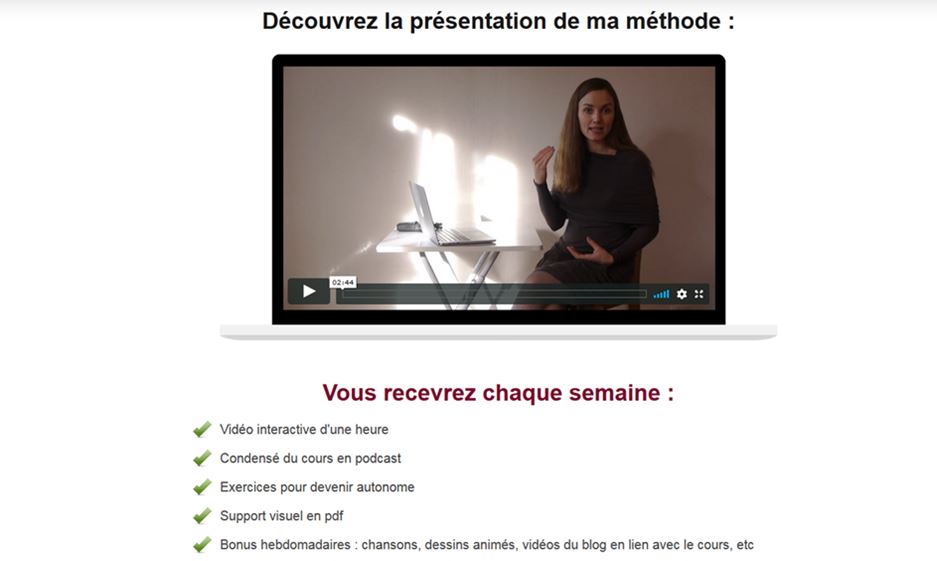 Découvrez la présentation de ma méthode :
02:44
Vous recevrez chaque semaine :
Vidéo interactive d'une heure
Condensé du cours en podcast
Exercices pour devenir autonome
Support visuel en pdf
Bonus hebdomadaires : chansons, dessins animés, vidéos du blog en lien avec le cours, etc